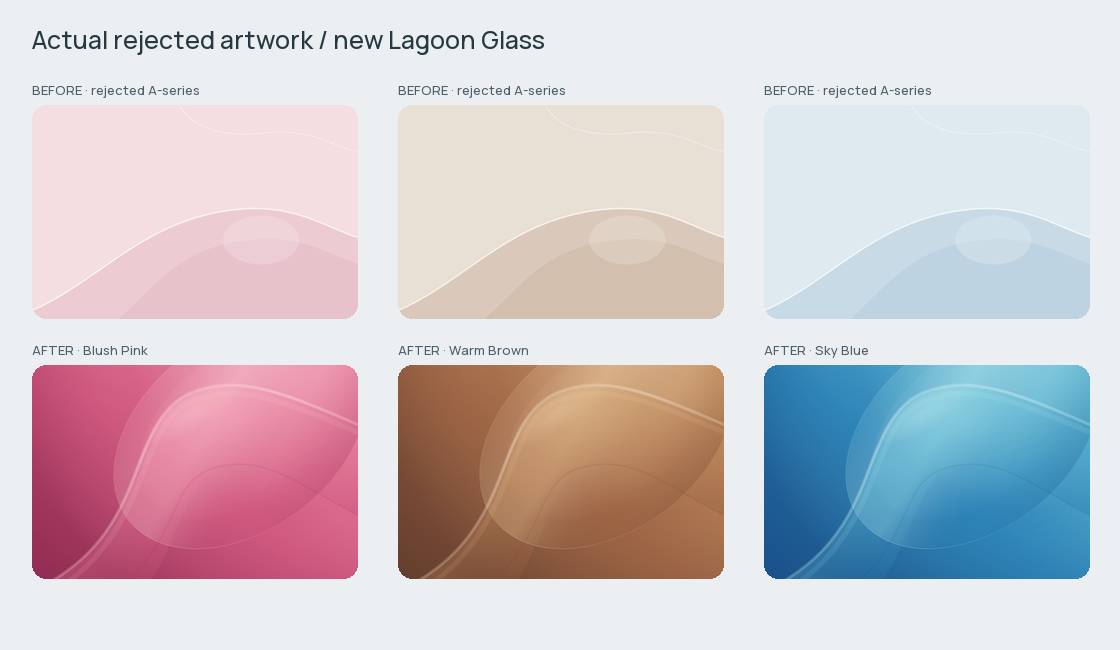 Actual rejected artwork / new Lagoon Glass
BEFORE · rejected A-series
BEFORE · rejected A-series
BEFORE · rejected A-series
AFTER · Blush Pink
AFTER · Warm Brown
AFTER · Sky Blue